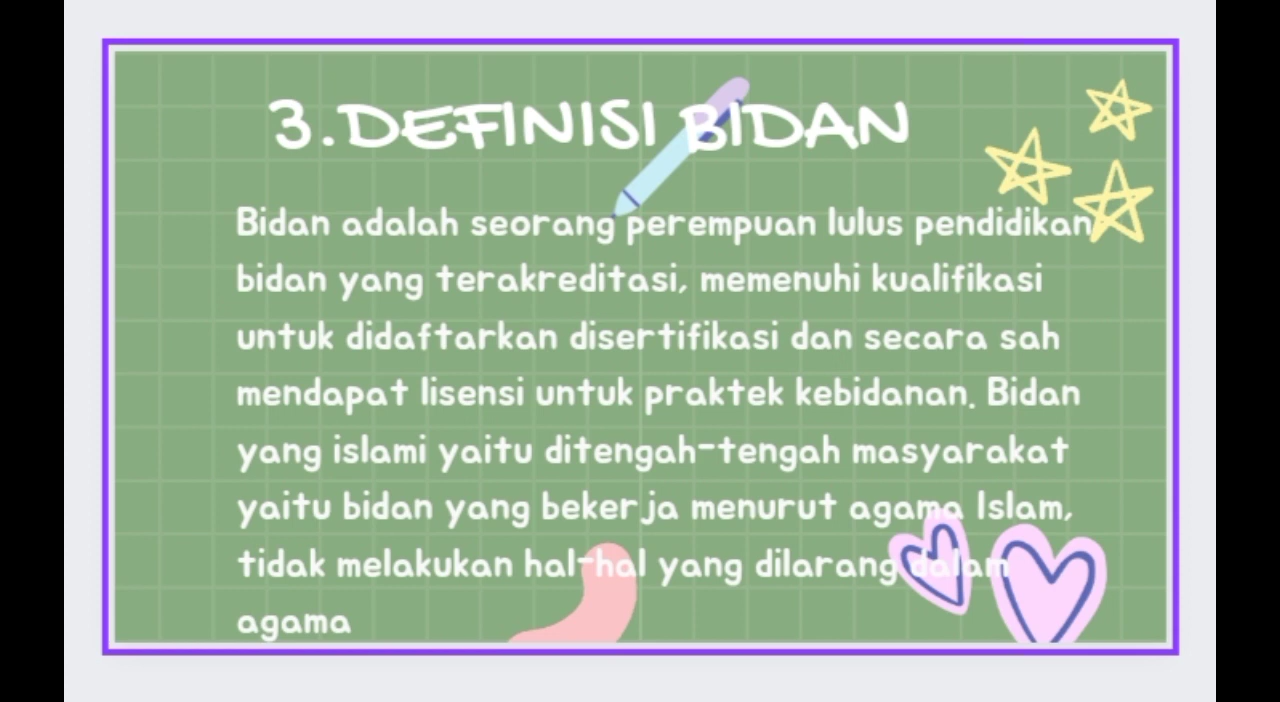 3.DEFINISI BIDAN
Bidan adalah seorang perempuan lulus pendidikan
bidan yang terakreditasi, memenuhi kualifikasi
untuk didaftarkan disertifikasi dan secara sah
mendapat lisensi untuk praktek kebidanan. Bidan
yang islami yaitu ditengah-tengah masyarakat
yaitu bidan yang bekerja menurut agama Islam,
tidak melakukan hal-hal yang dilarang dalam
agama